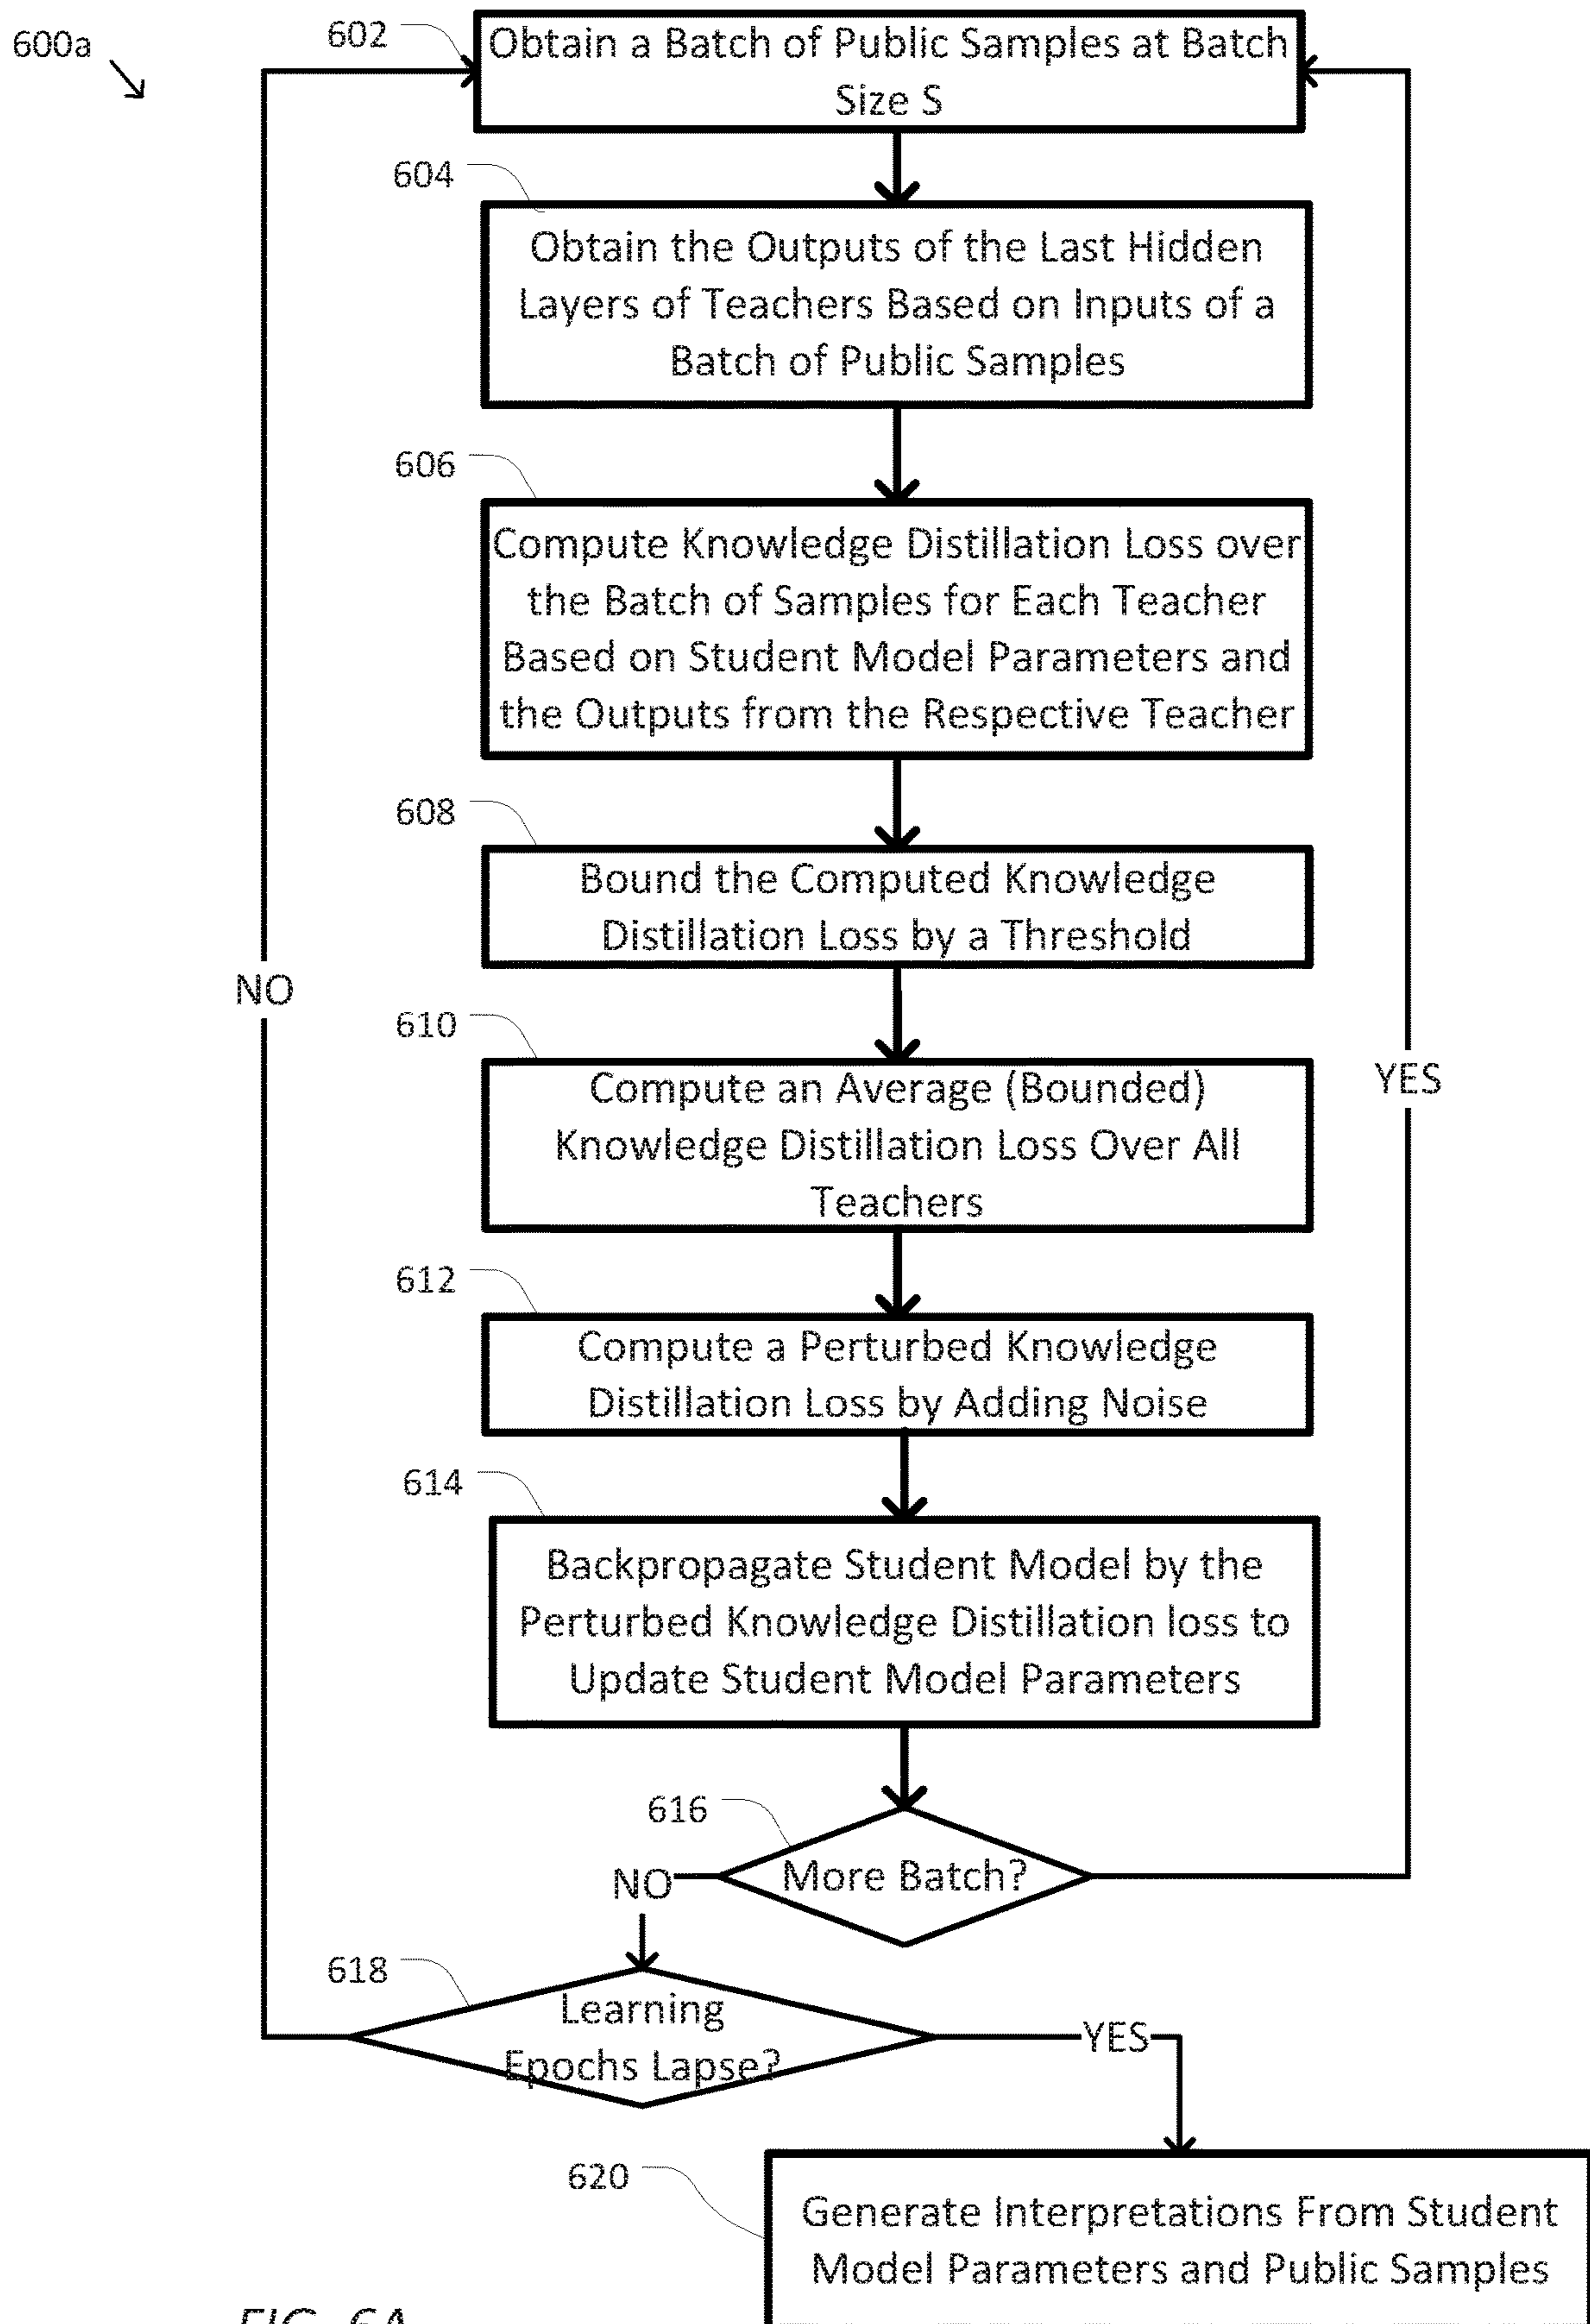 600a
602
Obtain a Batch of Public Samples at Batch
Size S
604
Obtain the Outputs of the Last Hidden
Layers of Teachers Based on Inputs of a
Batch of Public Samples
606
Compute Knowledge Distillation Loss over
the Batch of Samples for Each Teacher
Based on Student Model Parameters and
the Outputs from the Respective Teacher
608
Bound the Computed Knowledge
Distillation Loss by a Threshold
NO
610
Compute an Average (Bounded)
Knowledge Distillation Loss Over All
Teachers
YES
612
Compute a Perturbed Knowledge
Distillation Loss by Adding Noise
614
Backpropagate Student Model by the
Perturbed Knowledge Distillation loss to
Update Student Model Parameters
616
More Batch?
NO
618
Learning
Epochs Lapse?
YES
620
Generate Interpretations From Student
Model Parameters and Public Samples
FIG. 6A